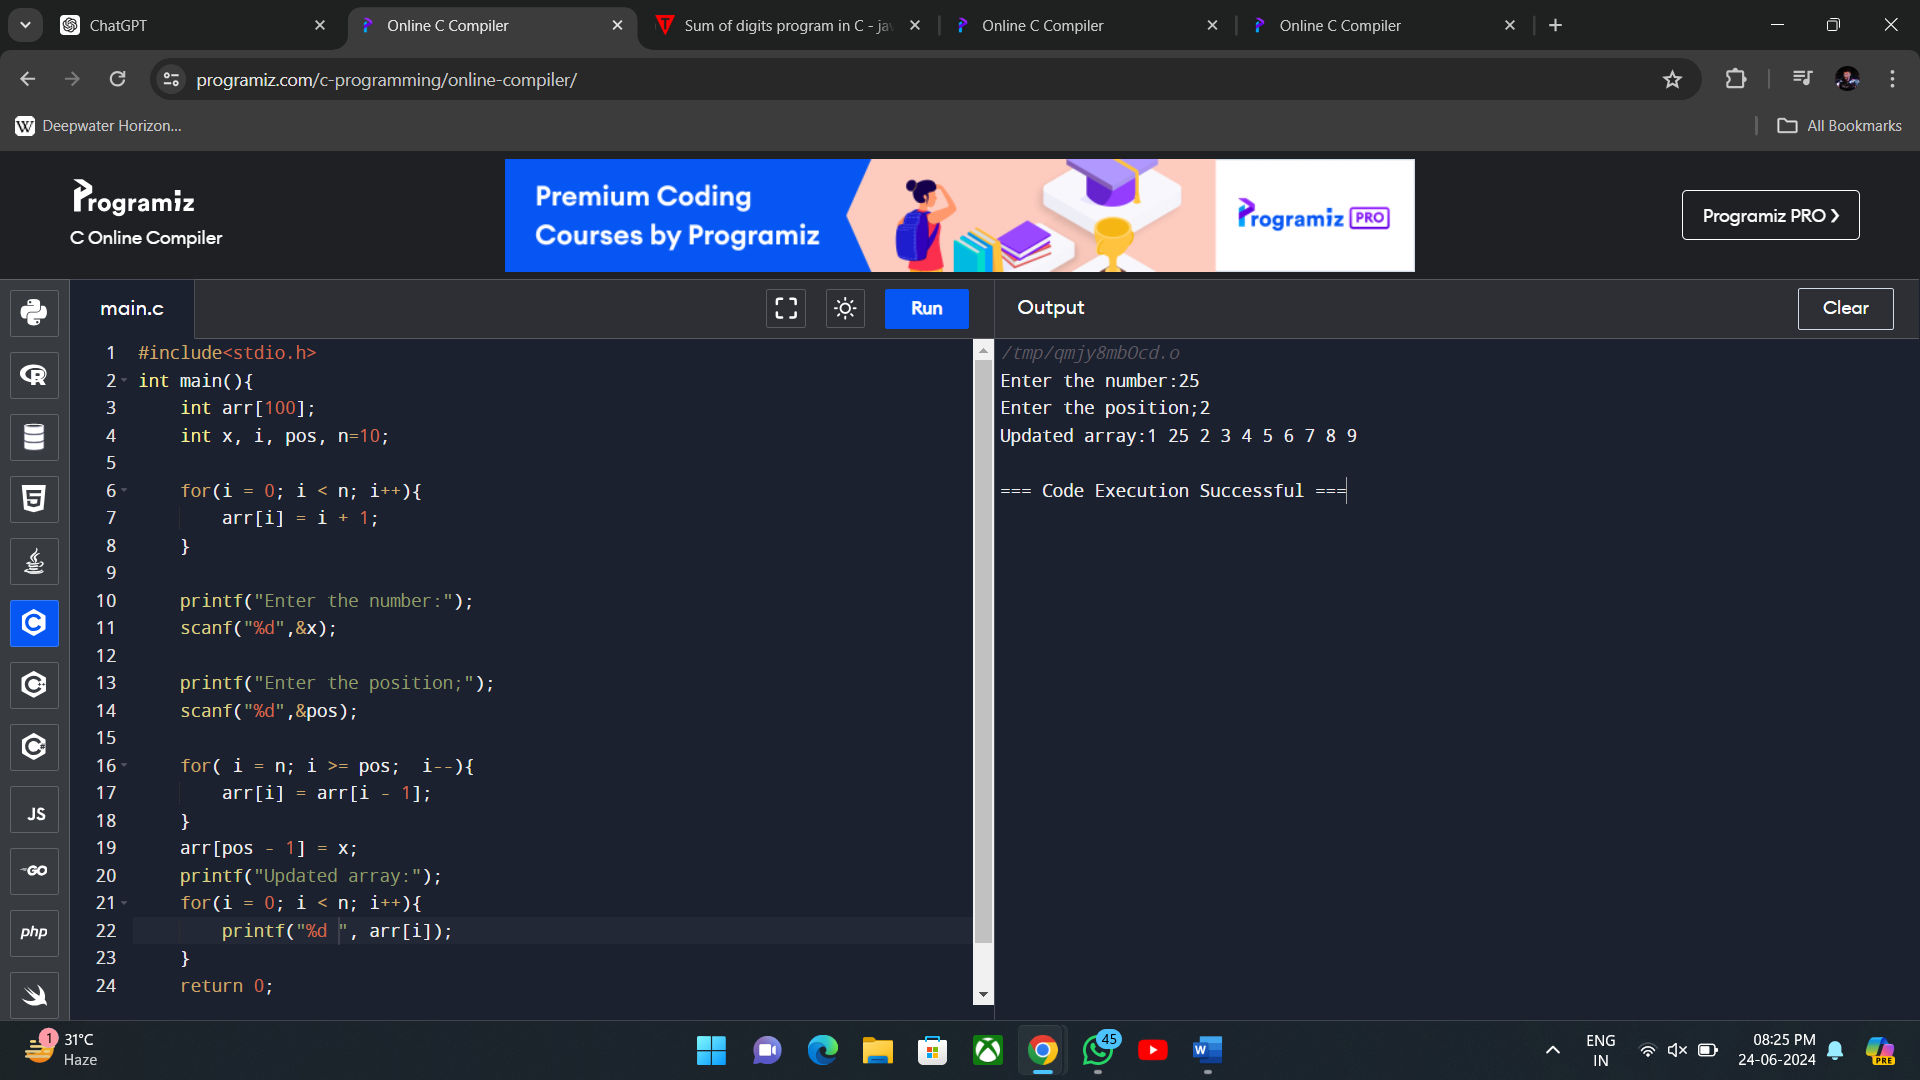 ChatGPT
Online C Compiler
Sum of digits program in C - jav
Online C Compiler
Online C Compiler
programiz.com/c-programming/online-compiler/
W Deepwater Horizon...
All Bookmarks
Programiz
C Online Compiler
Premium Coding
Courses by Programiz
Programiz PRO
Programiz PRO ›
main.c
Run
Output
Clear
1 #include<stdio.h>
2 int main(){
3 int arr[100];
4 int x, i, pos, n=10;
5
6 for(i = 0; i < n; i++){
7 arr[i] = i + 1;
8 }
9
10 printf("Enter the number:");
11 scanf("%d",&x);
12
13 printf("Enter the position;");
14 scanf("%d",&pos);
15
16 for( i = n; i >= pos;  i--){
17 arr[i] = arr[i - 1];
18 }
19 arr[pos - 1] = x;
20 printf("Updated array:");
21 for(i = 0; i < n; i++){
22 printf("%d ", arr[i]);
23 }
24 return 0;
/tmp/qmjy8mbOcd.o
Enter the number:25
Enter the position;2
Updated array:1 25 2 3 4 5 6 7 8 9
=== Code Execution Successful ===
R
5
C
C
C
JS
GO
php
1
31°C
Haze
45
W
ENG
IN
08:25 PM
24-06-2024
PRE